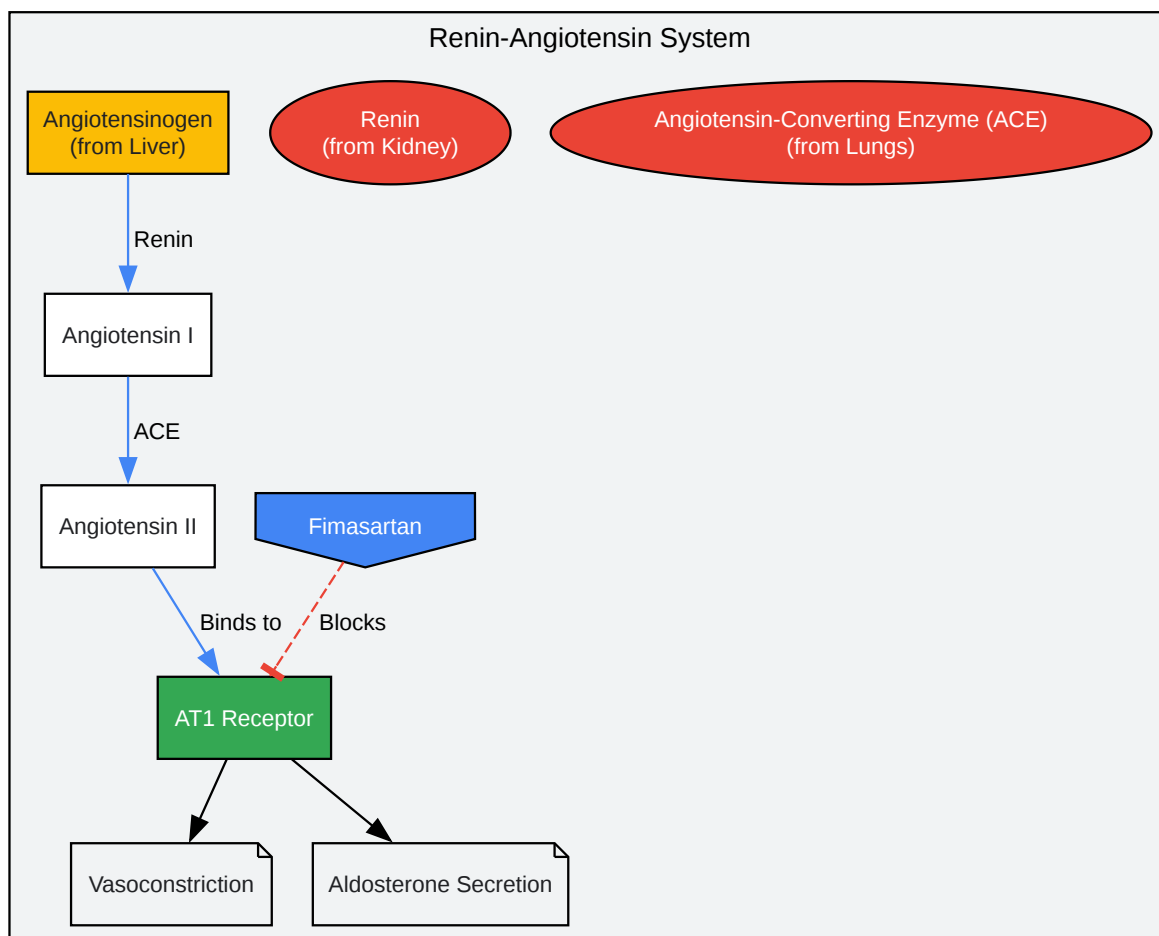 Renin-Angiotensin System
Angiotensinogen
(from Liver)
Renin
(from Kidney)
Angiotensin-Converting Enzyme (ACE)
(from Lungs)
Renin
Angiotensin I
ACE
Angiotensin II
Fimasartan
Binds to
Blocks
AT1 Receptor
Vasoconstriction
Aldosterone Secretion